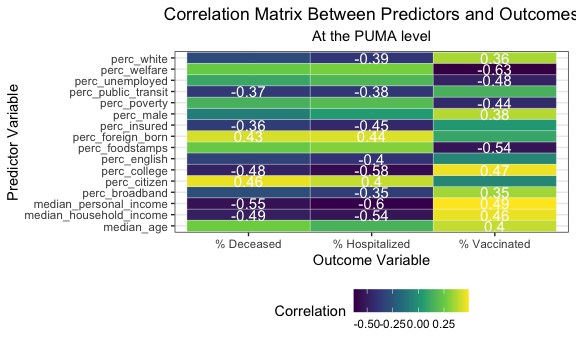 Correlation Matrix Between Predictors and Outcomes
At the PUMA level
Predictor Variable
perc_white -0.39 0.36
perc_welfare -0.63
perc_unemployed -0.48
perc_public_transit -0.37 -0.38
perc_poverty -0.44
perc_male 0.38
perc_insured -0.36 -0.45
perc_foreign_born 0.43 0.44
perc_foodstamps -0.54
perc_english -0.4
perc_college -0.48 -0.58 0.47
perc_citizen 0.46 0.4
perc_broadband -0.35 0.35
median_personal_income -0.55 -0.6 0.49
median_household_income -0.49 -0.54 0.46
median_age 0.4
% Deceased % Hospitalized % Vaccinated
Outcome Variable
Correlation
-0.50 -0.25 0.00 0.25